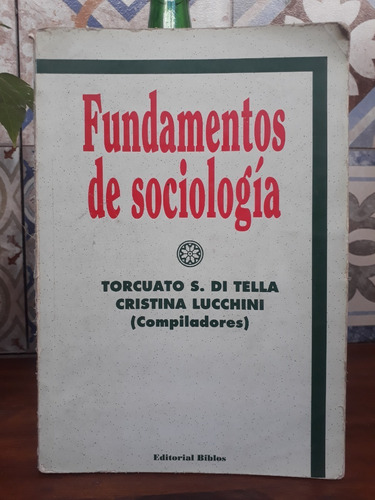 Fundamentos
de sociología
TORCUATO S. DI TELLA
CRISTINA LUCCHINI
(Compiladores)
Editorial Biblos